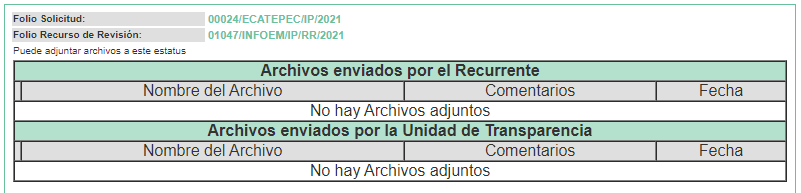 Folio Solicitud: 00024/ECATEPEC/IP/2021
Folio Recurso de Revisión: 01047/INFOEM/IP/RR/2021
Puede adjuntar archivos a este estatus
Archivos enviados por el Recurrente
Nombre del Archivo Comentarios Fecha
No hay Archivos adjuntos
Archivos enviados por la Unidad de Transparencia
Nombre del Archivo Comentarios Fecha
No hay Archivos adjuntos